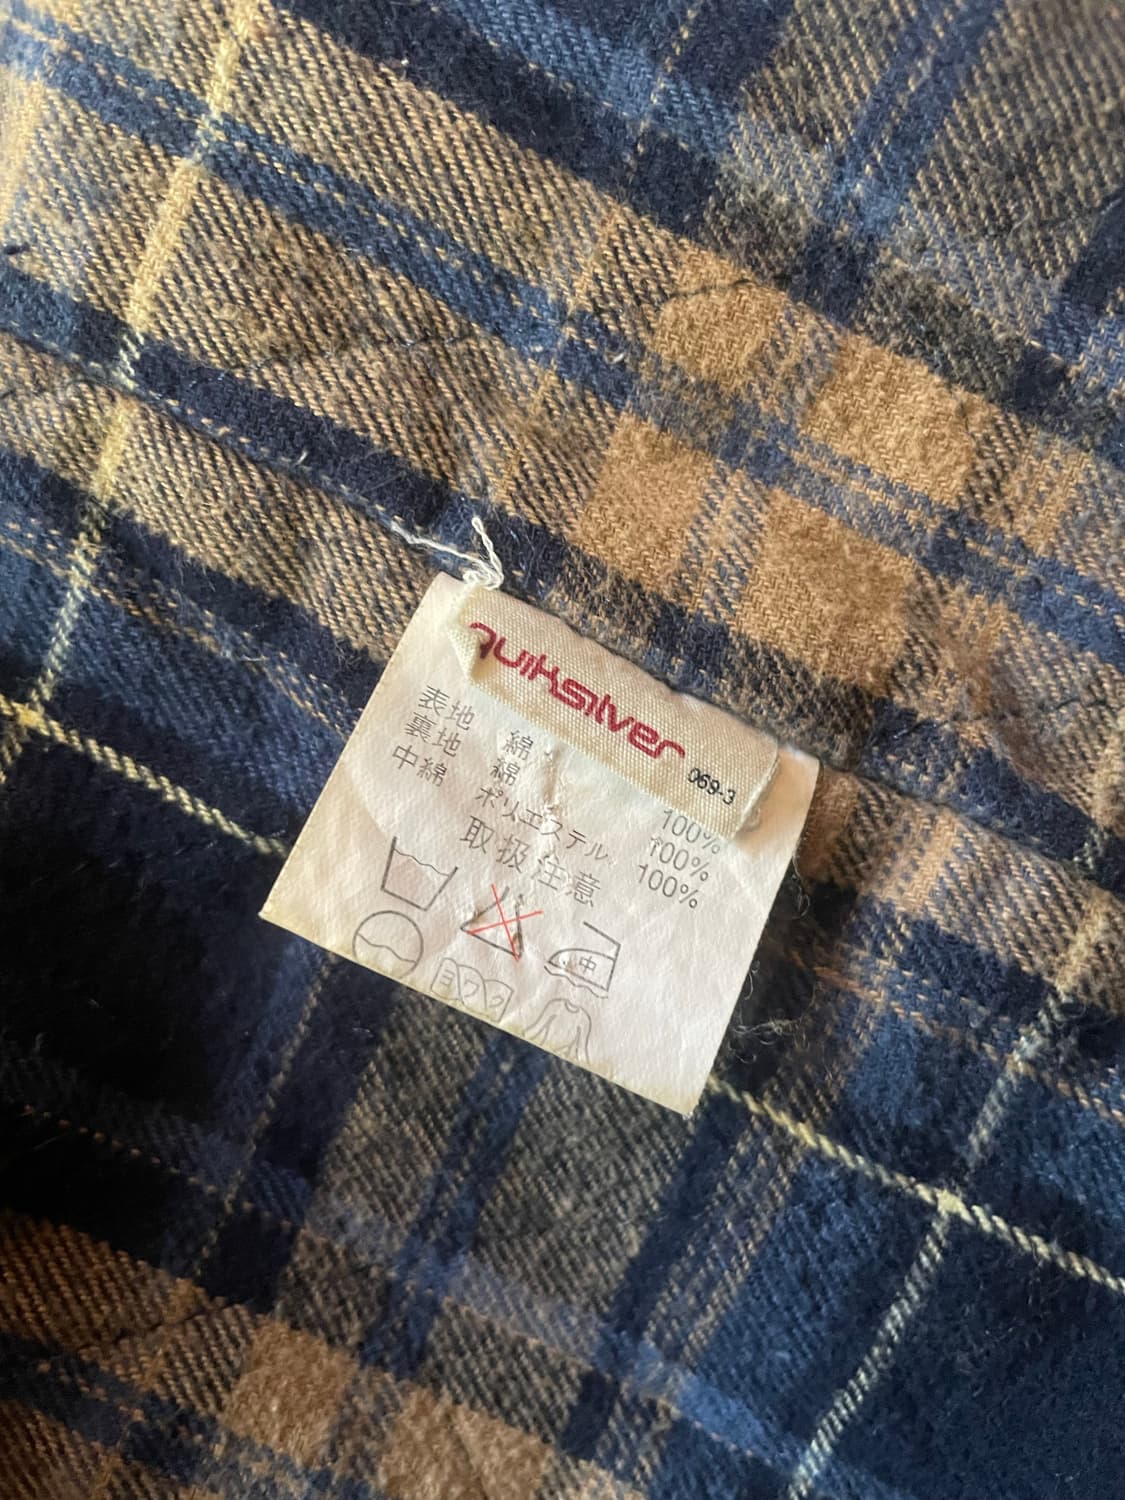 quiksilver
069-3
表地 綿 100%
裏地 綿 100%
中綿 ポリエステル 100%
取扱注意
中